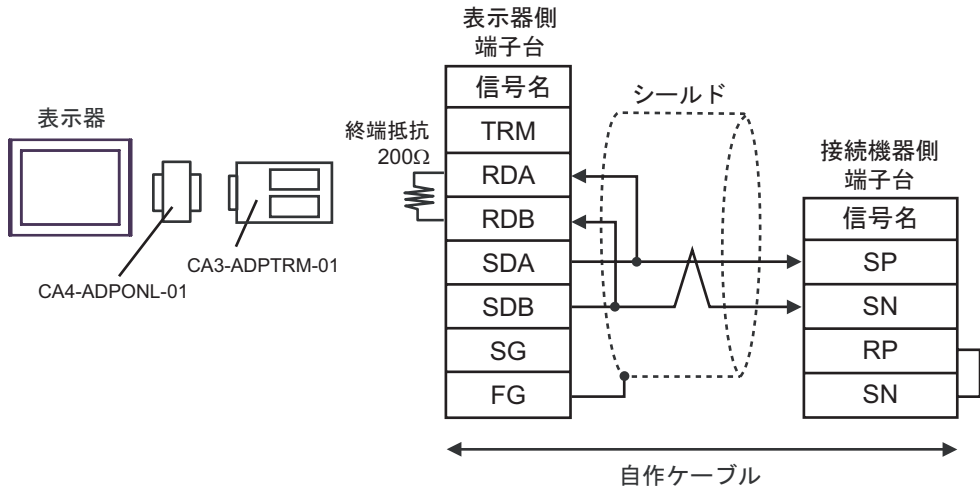 表示器
CA4-ADPONL-01
CA3-ADPTRM-01
終端抵抗
200Ω
表示器側
端子台
信号名
TRM
RDA
RDB
SDA
SDB
SG
FG
シールド
接続機器側
端子台
信号名
SP
SN
RP
SN
自作ケーブル